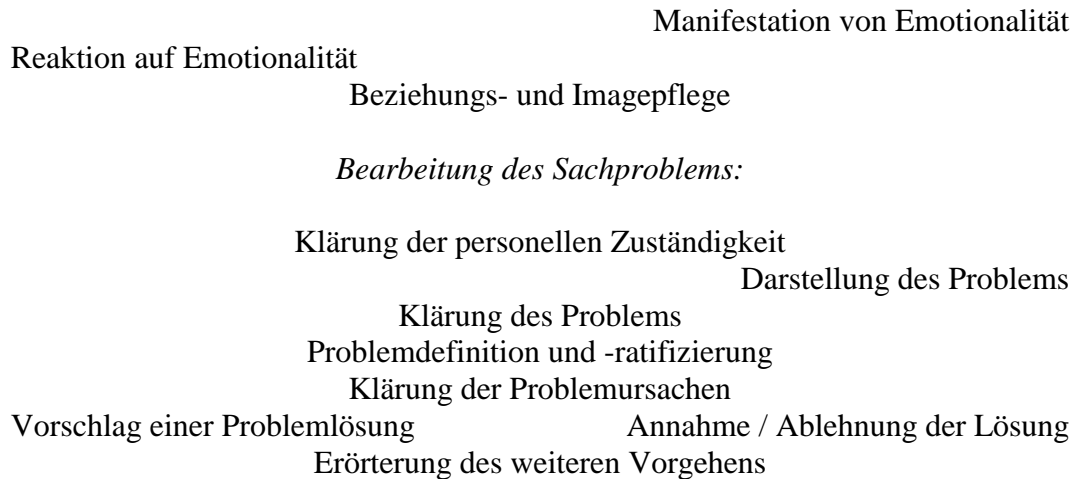 Manifestation von Emotionalität
Reaktion auf Emotionalität
Beziehungs- und Imagepflege
Bearbeitung des Sachproblems:
Klärung der personellen Zuständigkeit
Darstellung des Problems
Klärung des Problems
Problemdefinition und -ratifizierung
Klärung der Problemursachen
Vorschlag einer Problemlösung Annahme / Ablehnung der Lösung
Erörterung des weiteren Vorgehens